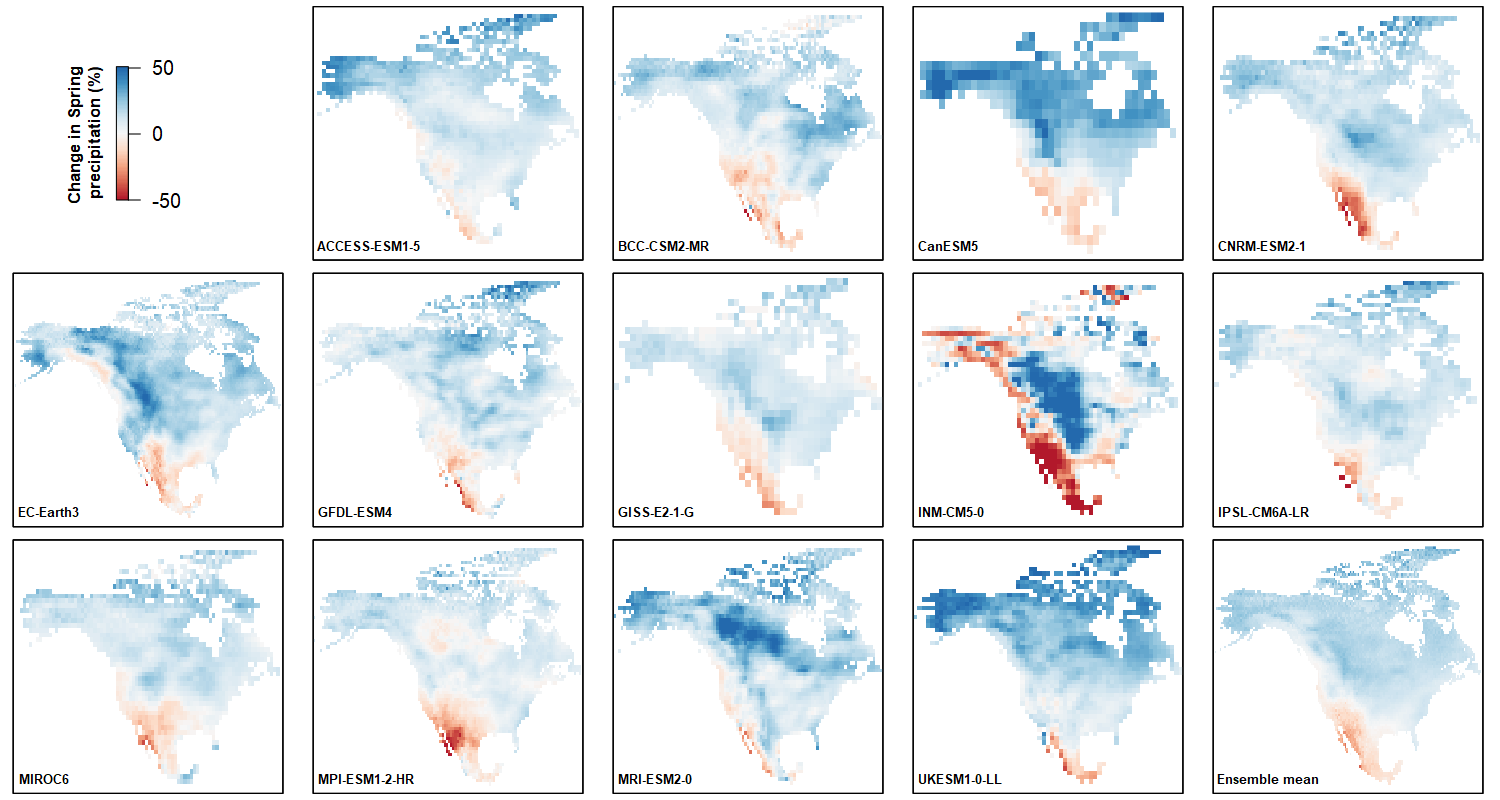 Change in Spring
precipitation (%)
50
0
-50
ACCESS-ESM1-5
BCC-CSM2-MR
CanESM5
CNRM-ESM2-1
EC-Earth3
GFDL-ESM4
GISS-E2-1-G
INM-CM5-0
IPSL-CM6A-LR
MIROC6
MPI-ESM1-2-HR
MRI-ESM2-0
UKESM1-0-LL
Ensemble mean